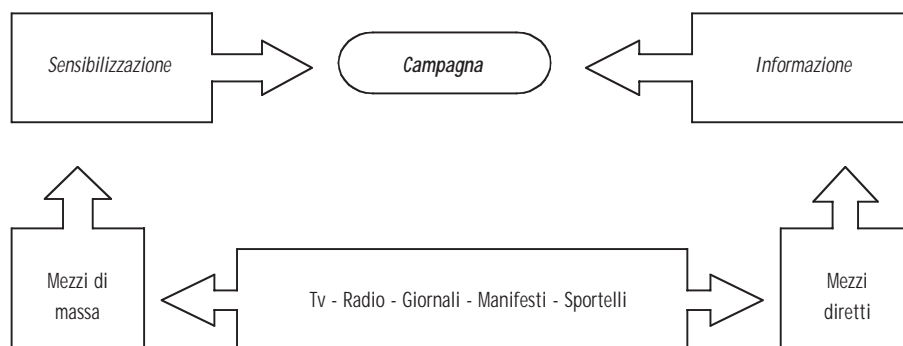 Sensibilizzazione
Campagna
Informazione
Mezzi di
massa
Tv - Radio - Giornali - Manifesti - Sportelli
Mezzi
diretti